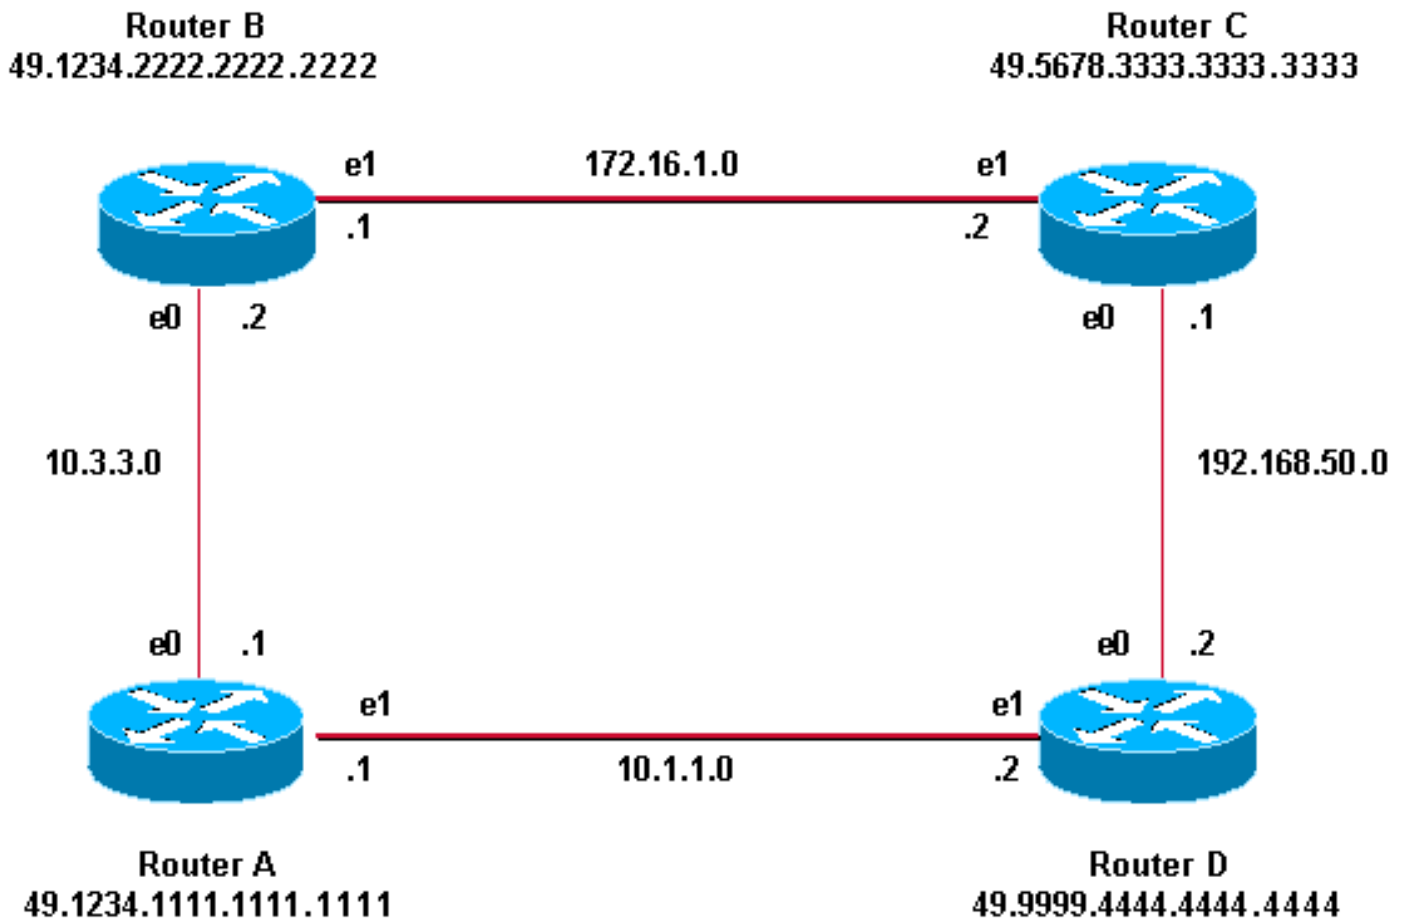 Router B
49.1234.2222.2222.2222
Router C
49.5678.3333.3333.3333
e1
172.16.1.0
e1
.1
.2
e0
.2
e0
.1
10.3.3.0
192.168.50.0
e0
.1
e0
.2
e1
e1
.1
10.1.1.0
.2
Router A
49.1234.1111.1111.1111
Router D
49.9999.4444.4444.4444